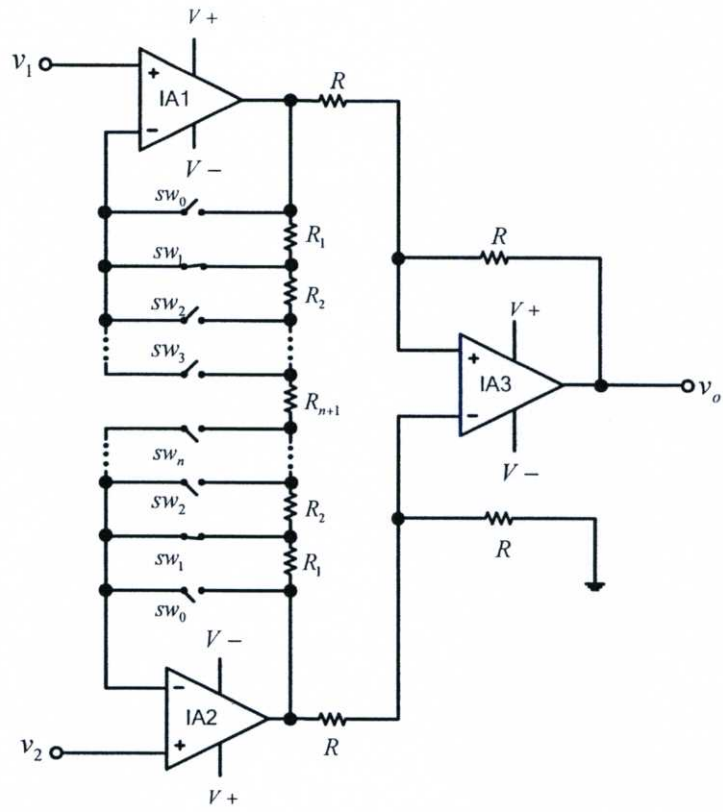 V +
v₁
+
IA1
−
V −
R
sw₀
R₁
sw₁
R₂
sw₂
sw₃
Rₙ₊₁
swₙ
sw₂
R₂
sw₁
R₁
sw₀
R
V +
+
IA3
−
V −
vₒ
R
V −
−
IA2
+
v₂
V +
R